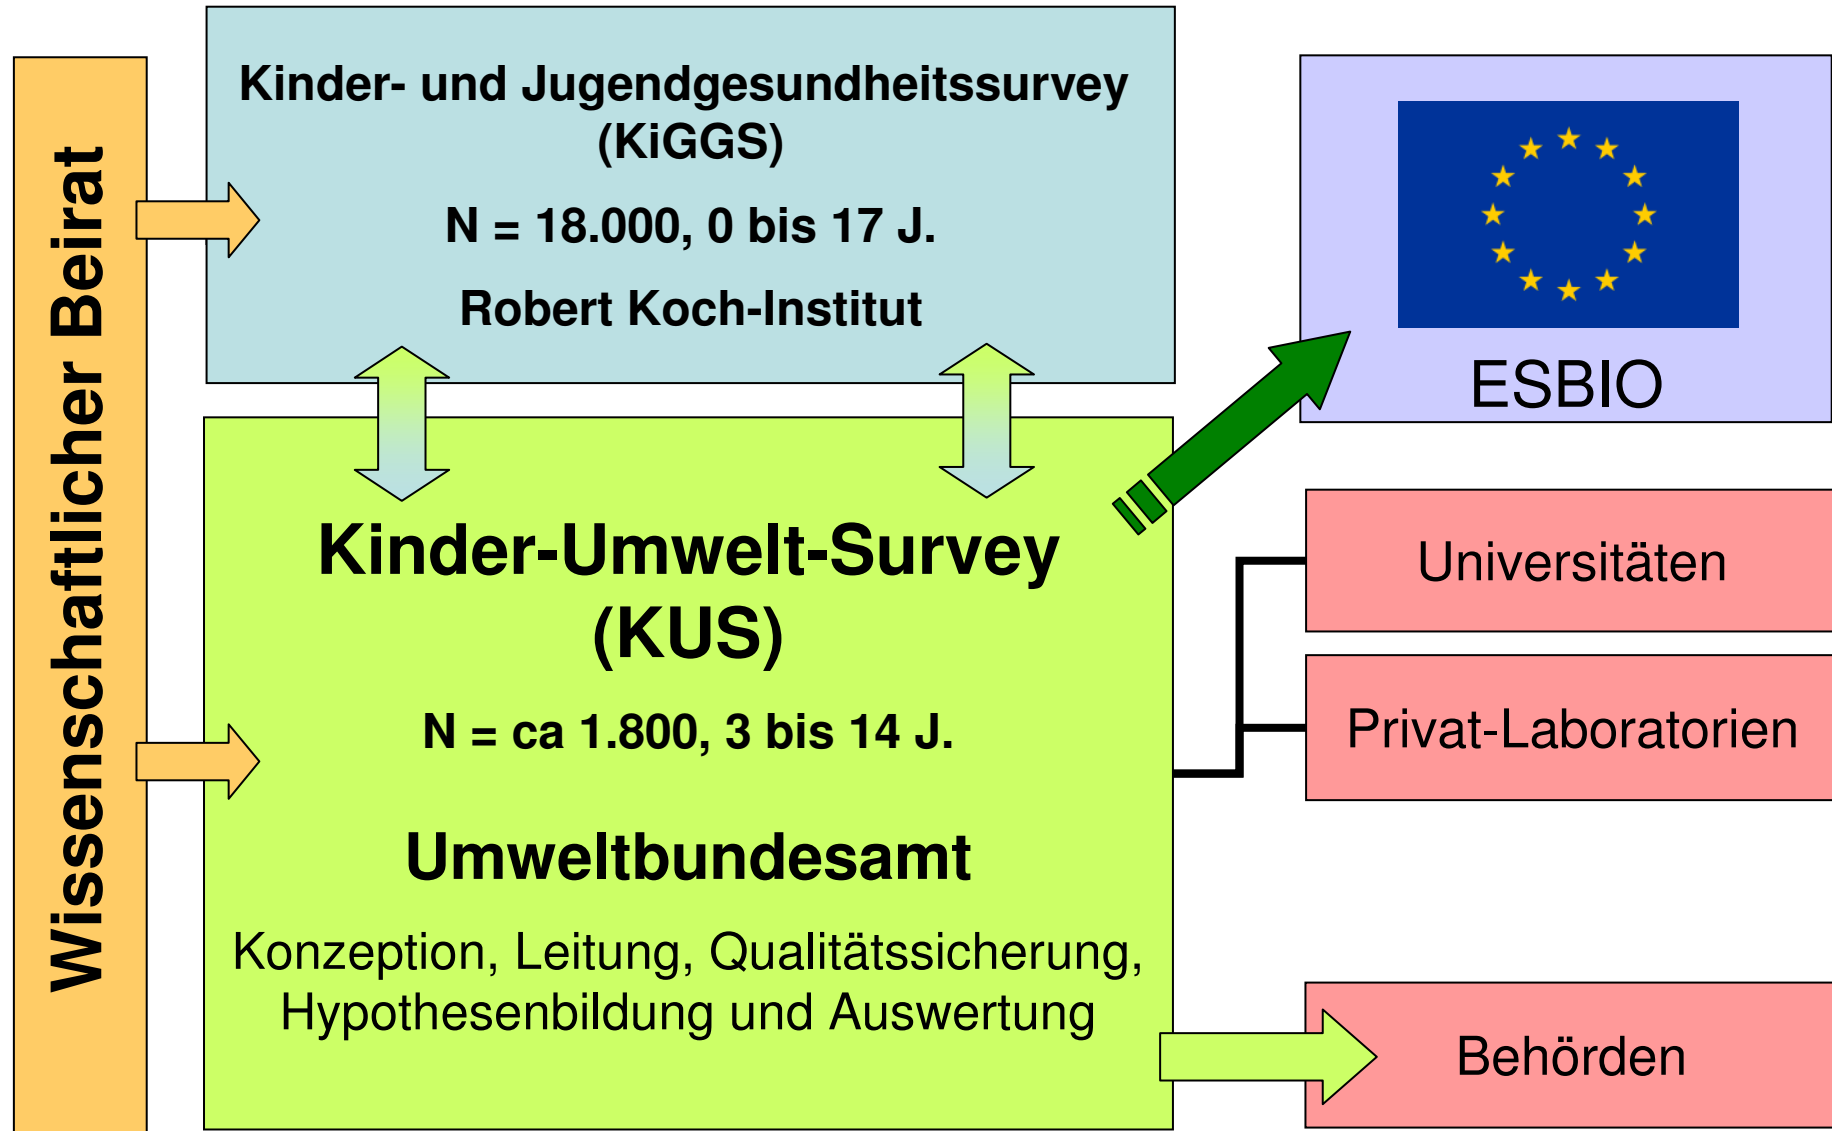 Wissenschaftlicher Beirat
Kinder- und Jugendgesundheitssurvey
(KiGGS)
N = 18.000, 0 bis 17 J.
Robert Koch-Institut
Kinder-Umwelt-Survey
(KUS)
N = ca 1.800, 3 bis 14 J.
Umweltbundesamt
Konzeption, Leitung, Qualitätssicherung,
Hypothesenbildung und Auswertung
ESBIO
Universitäten
Privat-Laboratorien
Behörden